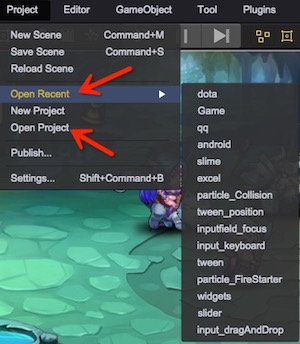 Project Editor GameObject Tool Plugins
New Scene Command+M
Save Scene Command+S
Reload Scene
Open Recent
New Project
Open Project
Publish...
Settings... Shift+Command+B
dota
Game
qq
android
slime
excel
particle_Collision
tween_position
inputfield_focus
input_keyboard
tween
particle_FireStarter
widgets
slider
input_dragAndDrop